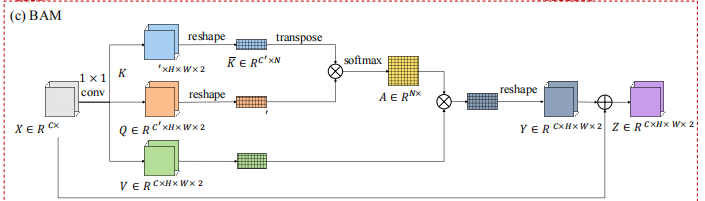 (c) BAM
reshape
transpose
1 × 1
conv
K
′×H×W×2
K̅ ∈ R^{C′×N}
softmax
reshape
A ∈ R^{N×}
reshape
X ∈ R^{C×}
Q ∈ R^{C′×H×W×2}
′
Y ∈ R^{C×H×W×2}
Z ∈ R^{C×H×W×2}
V ∈ R^{C×H×W×2}